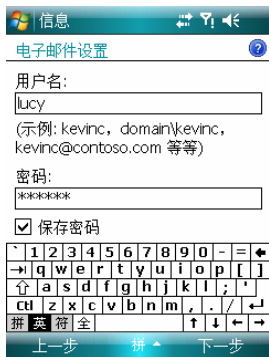 信息
电子邮件设置
用户名:
lucy
(示例: kevinc, domain\kevinc,
kevinc@contoso.com 等等)
密码:
******
保存密码
` 1 2 3 4 5 6 7 8 9 0 - =
q w e r t y u i o p [ ]
a s d f g h j k l ; '
Ctl z x c v b n m , . /
拼 英 符 全
上一步 拼 下一步